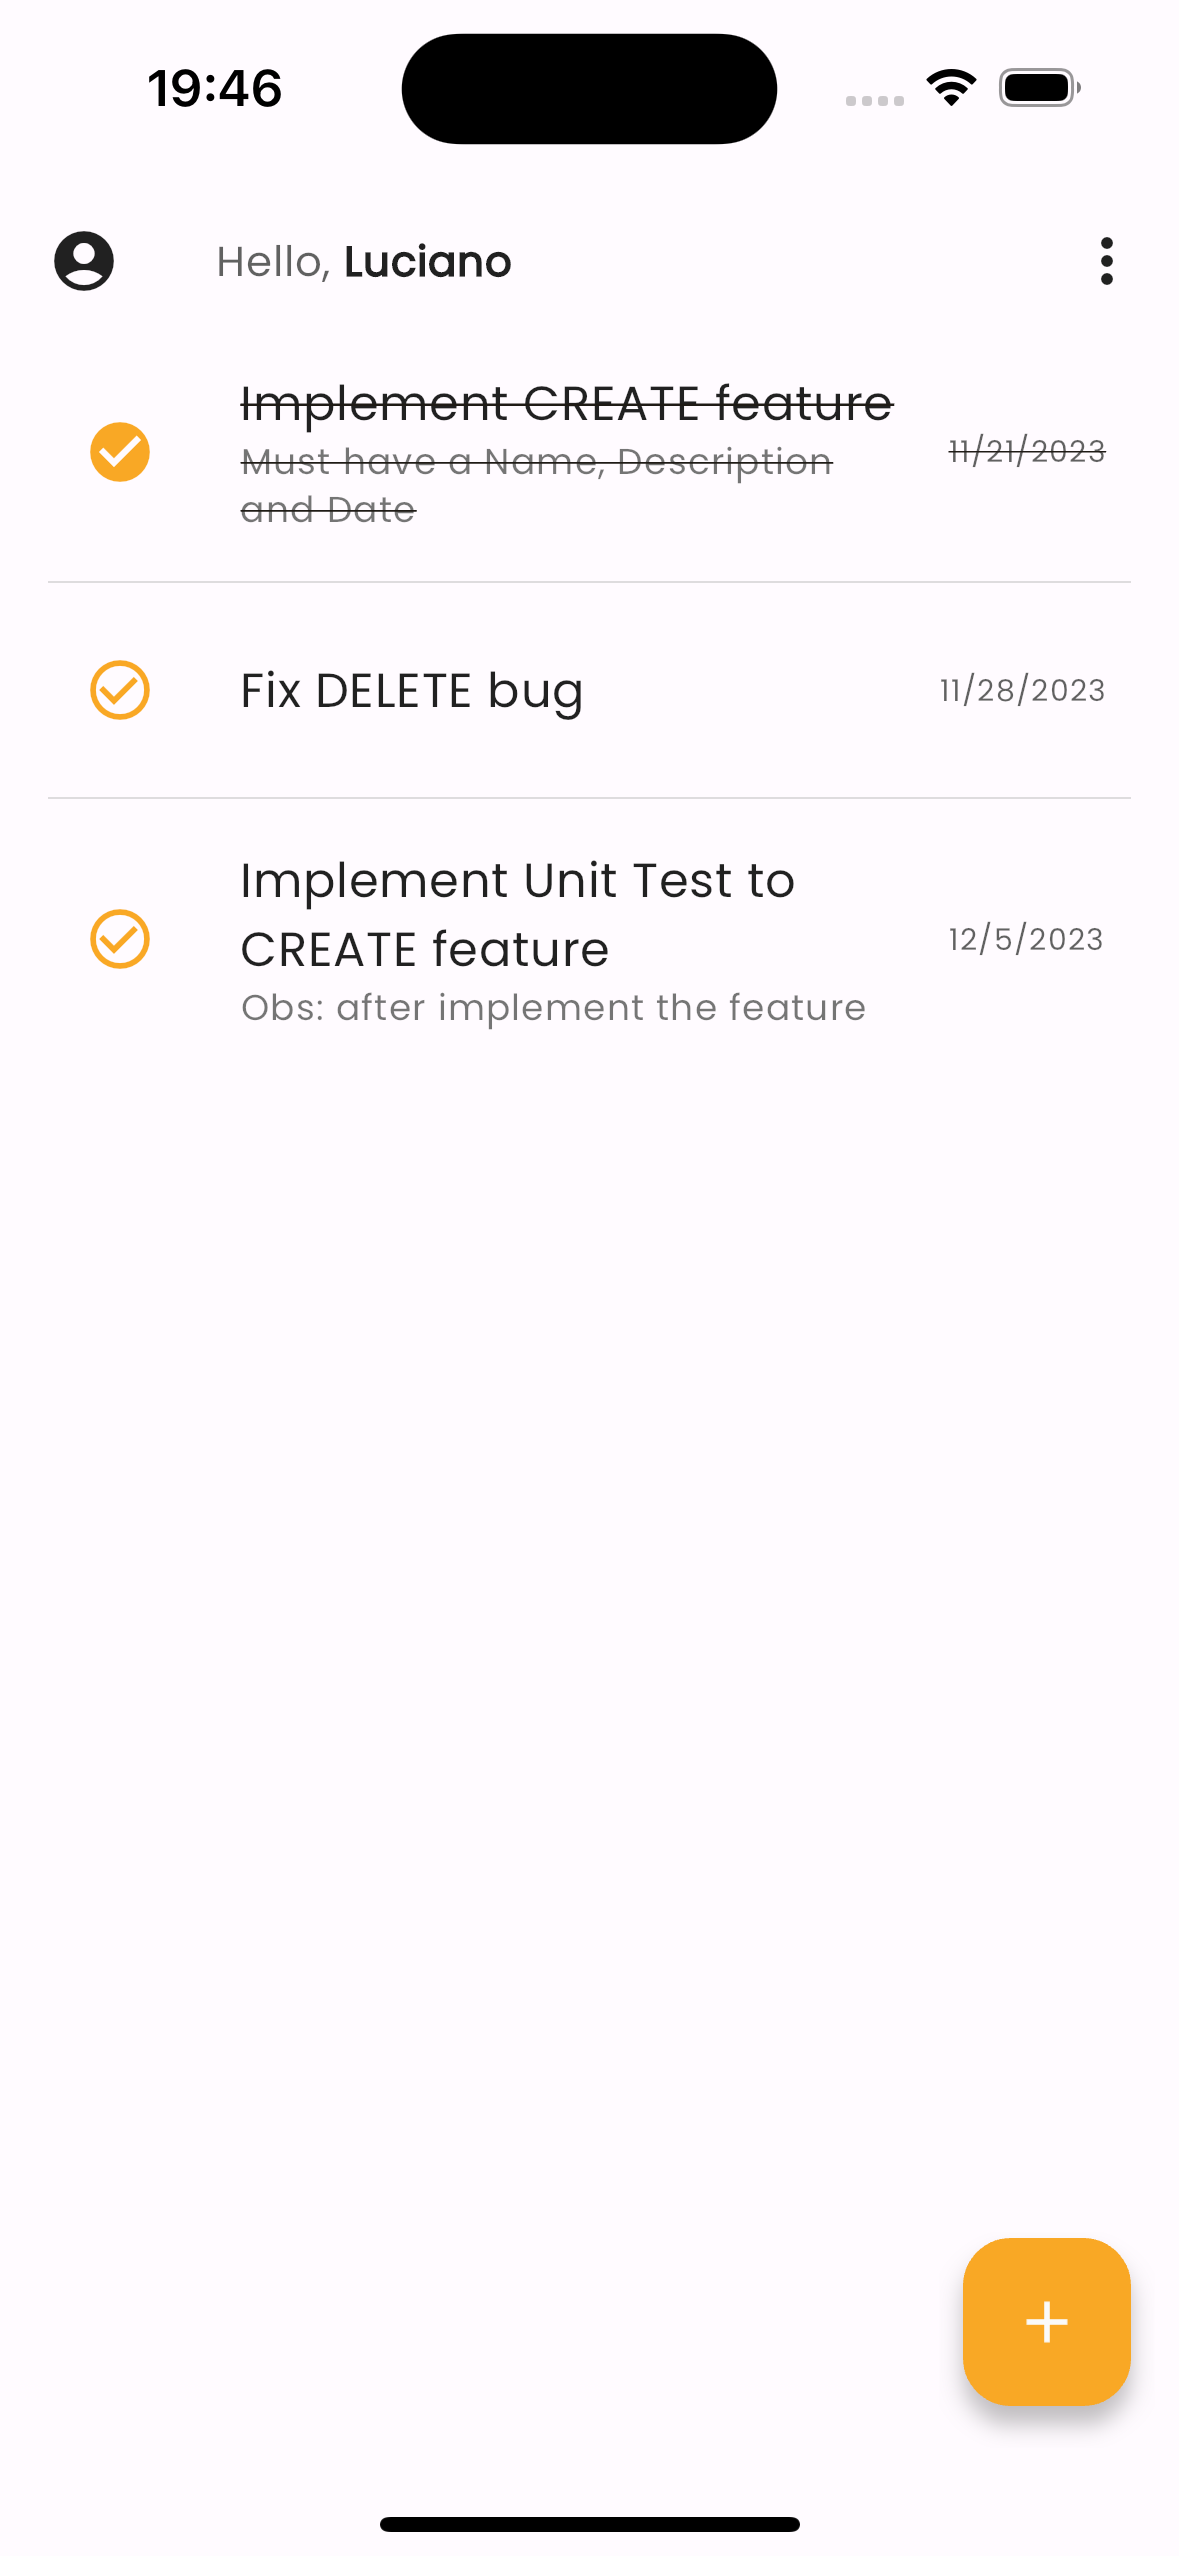 19:46
Hello, Luciano
Implement CREATE feature
Must have a Name, Description
and Date
11/21/2023
Fix DELETE bug
11/28/2023
Implement Unit Test to
CREATE feature
Obs: after implement the feature
12/5/2023